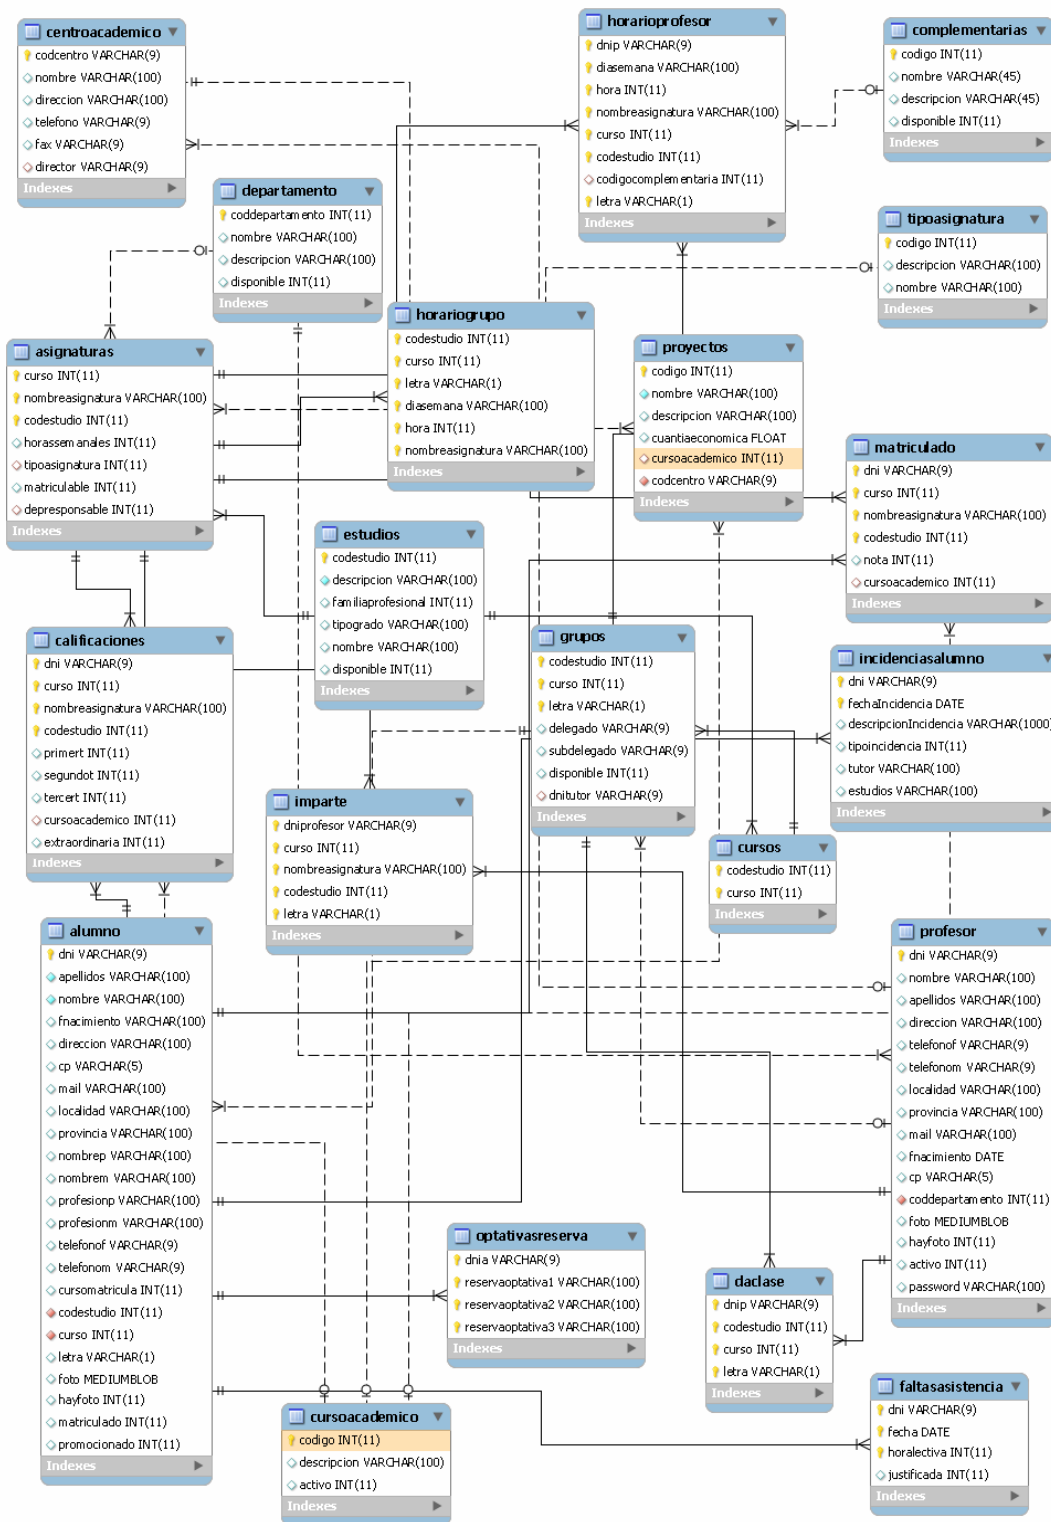 centroacademico
codcentro VARCHAR(9)
nombre VARCHAR(100)
direccion VARCHAR(100)
telefono VARCHAR(9)
fax VARCHAR(9)
director VARCHAR(9)
Indexes
horarioprofesor
dnip VARCHAR(9)
diasemana VARCHAR(100)
hora INT(11)
nombreasignatura VARCHAR(100)
curso INT(11)
codestudio INT(11)
codigocomplementaria INT(11)
letra VARCHAR(1)
Indexes
complementarias
codigo INT(11)
nombre VARCHAR(45)
descripcion VARCHAR(45)
disponible INT(11)
Indexes
departamento
coddepartamento INT(11)
nombre VARCHAR(100)
descripcion VARCHAR(100)
disponible INT(11)
Indexes
tipoasignatura
codigo INT(11)
descripcion VARCHAR(100)
nombre VARCHAR(100)
Indexes
horariogrupo
codestudio INT(11)
curso INT(11)
letra VARCHAR(1)
diasemana VARCHAR(100)
hora INT(11)
nombreasignatura VARCHAR(100)
Indexes
asignaturas
curso INT(11)
nombreasignatura VARCHAR(100)
codestudio INT(11)
horassemanales INT(11)
tipoasignatura INT(11)
matriculable INT(11)
depresponsable INT(11)
Indexes
proyectos
codigo INT(11)
nombre VARCHAR(100)
descripcion VARCHAR(100)
cuantiaeconomica FLOAT
cursoacademico INT(11)
codcentro VARCHAR(9)
Indexes
matriculado
dni VARCHAR(9)
curso INT(11)
nombreasignatura VARCHAR(100)
codestudio INT(11)
nota INT(11)
cursoacademico INT(11)
Indexes
estudios
codestudio INT(11)
descripcion VARCHAR(100)
familiaprofesional INT(11)
tipogrado VARCHAR(100)
nombre VARCHAR(100)
disponible INT(11)
Indexes
calificaciones
dni VARCHAR(9)
curso INT(11)
nombreasignatura VARCHAR(100)
codestudio INT(11)
primert INT(11)
segundot INT(11)
tercert INT(11)
cursoacademico INT(11)
extraordinaria INT(11)
Indexes
grupos
codestudio INT(11)
curso INT(11)
letra VARCHAR(1)
delegado VARCHAR(9)
subdelegado VARCHAR(9)
disponible INT(11)
dnitutor VARCHAR(9)
Indexes
incidenciasalumno
dni VARCHAR(9)
fechaIncidencia DATE
descripcionIncidencia VARCHAR(1000)
tipoincidencia INT(11)
tutor VARCHAR(100)
estudios VARCHAR(100)
Indexes
imparte
dniprofesor VARCHAR(9)
curso INT(11)
nombreasignatura VARCHAR(100)
codestudio INT(11)
letra VARCHAR(1)
Indexes
cursos
codestudio INT(11)
curso INT(11)
Indexes
alumno
dni VARCHAR(9)
apellidos VARCHAR(100)
nombre VARCHAR(100)
fnacimiento VARCHAR(100)
direccion VARCHAR(100)
cp VARCHAR(5)
mail VARCHAR(100)
localidad VARCHAR(100)
provincia VARCHAR(100)
nombrep VARCHAR(100)
nombrem VARCHAR(100)
profesionp VARCHAR(100)
profesionm VARCHAR(100)
telefonof VARCHAR(9)
telefonom VARCHAR(9)
cursomatricula INT(11)
codestudio INT(11)
curso INT(11)
letra VARCHAR(1)
foto MEDIUMBLOB
hayfoto INT(11)
matriculado INT(11)
promocionado INT(11)
Indexes
profesor
dni VARCHAR(9)
nombre VARCHAR(100)
apellidos VARCHAR(100)
direccion VARCHAR(100)
telefonof VARCHAR(9)
telefonom VARCHAR(9)
localidad VARCHAR(100)
provincia VARCHAR(100)
mail VARCHAR(100)
fnacimiento DATE
cp VARCHAR(5)
coddepartamento INT(11)
foto MEDIUMBLOB
hayfoto INT(11)
activo INT(11)
password VARCHAR(100)
Indexes
optativasreserva
dnia VARCHAR(9)
reservaoptativa1 VARCHAR(100)
reservaoptativa2 VARCHAR(100)
reservaoptativa3 VARCHAR(100)
Indexes
daclase
dnip VARCHAR(9)
codestudio INT(11)
curso INT(11)
letra VARCHAR(1)
Indexes
cursoacademico
codigo INT(11)
descripcion VARCHAR(100)
activo INT(11)
Indexes
faltasasistencia
dni VARCHAR(9)
fecha DATE
horalectiva INT(11)
justificada INT(11)
Indexes